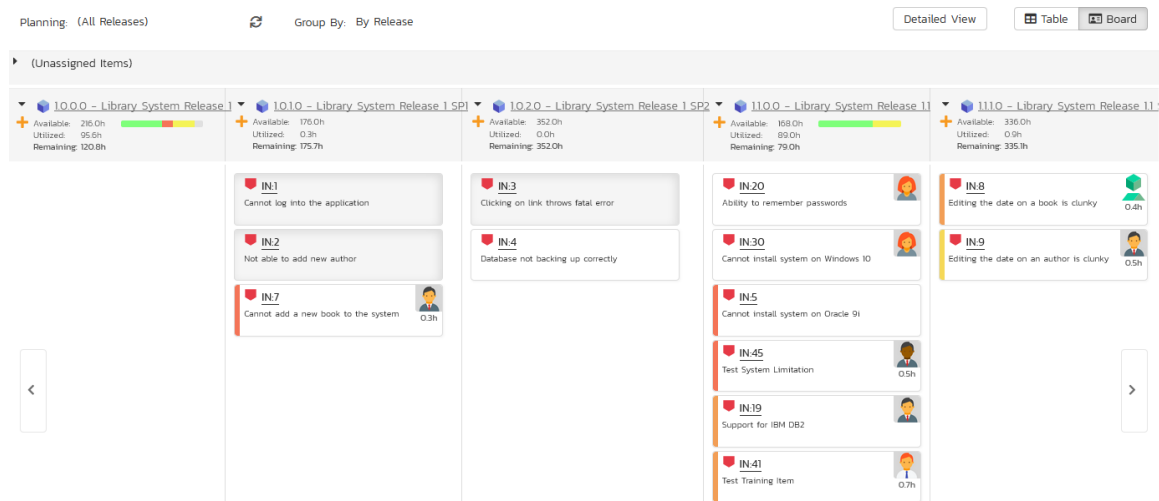 Planning: (All Releases)
Group By: By Release
Detailed View
Table
Board
(Unassigned Items)
1.0.0.0 - Library System Release 1
Available: 216.0h
Utilized: 95.6h
Remaining: 120.8h
1.0.1.0 - Library System Release 1 SP1
Available: 176.0h
Utilized: 0.3h
Remaining: 175.7h
1.0.2.0 - Library System Release 1 SP2
Available: 352.0h
Utilized: 0.0h
Remaining: 352.0h
1.1.0.0 - Library System Release 1.1
Available: 168.0h
Utilized: 89.0h
Remaining: 79.0h
1.1.1.0 - Library System Release 1.1
Available: 336.0h
Utilized: 0.9h
Remaining: 335.1h
IN:1
Cannot log into the application
IN:2
Not able to add new author
IN:7
Cannot add a new book to the system
0.3h
IN:3
Clicking on link throws fatal error
IN:4
Database not backing up correctly
IN:20
Ability to remember passwords
IN:30
Cannot install system on Windows 10
IN:5
Cannot install system on Oracle 9i
IN:45
Test System Limitation
0.5h
IN:19
Support for IBM DB2
IN:41
Test Training Item
0.7h
IN:8
Editing the date on a book is clunky
0.4h
IN:9
Editing the date on an author is clunky
0.5h